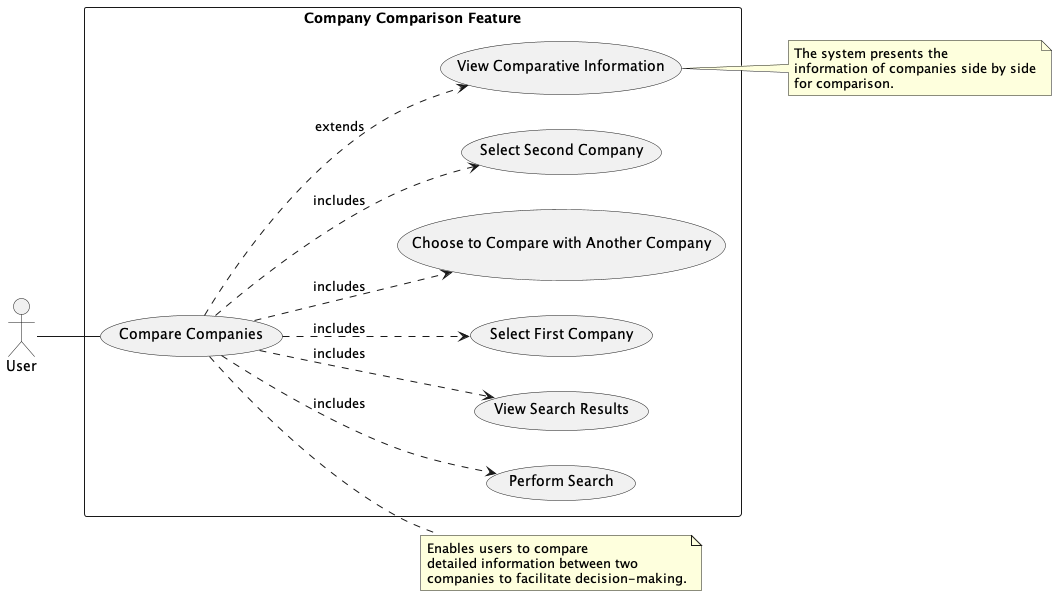 Company Comparison Feature
View Comparative Information
The system presents the
information of companies side by side
for comparison.
extends
Select Second Company
includes
Choose to Compare with Another Company
includes
Compare Companies
includes
Select First Company
User
includes
View Search Results
includes
Perform Search
Enables users to compare
detailed information between two
companies to facilitate decision-making.